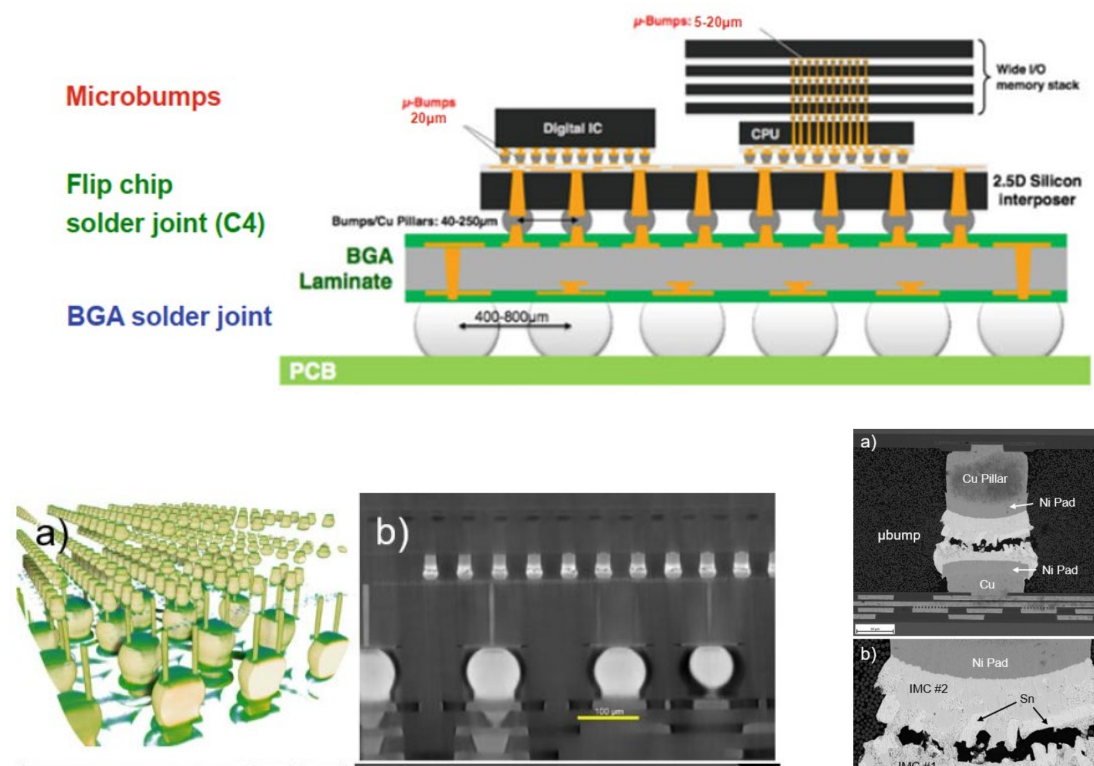 μ-Bumps: 5-20μm
Microbumps
μ-Bumps
20μm
Digital IC
CPU
Wide I/O
memory stack
Flip chip
solder joint (C4)
2.5D Silicon
interposer
Bumps/Cu Pillars: 40-250μm
BGA
Laminate
BGA solder joint
400-800μm
PCB
a)
b)
100 μm
a)
Cu Pillar
Ni Pad
μbump
Ni Pad
Cu
b)
Ni Pad
IMC #2
Sn
IMC #1